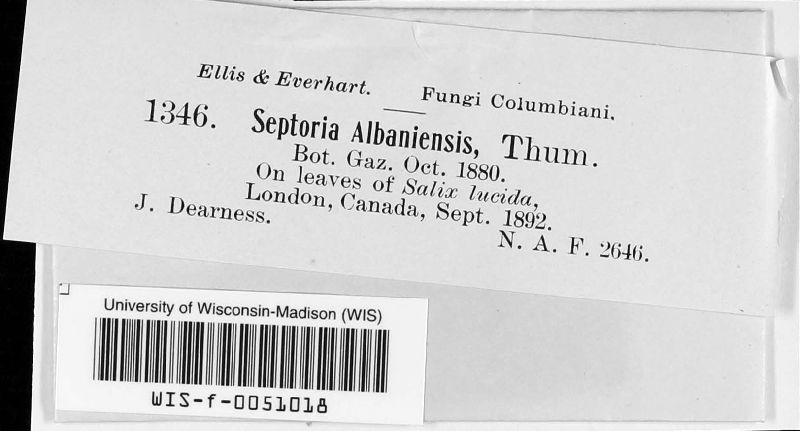 Ellis & Everhart. Fungi Columbiani.
1346. Septoria Albaniensis, Thum.
Bot. Gaz. Oct. 1880.
On leaves of Salix lucida,
London, Canada, Sept. 1892.
J. Dearness.
N. A. F. 2646.
University of Wisconsin-Madison (WIS)
WIS-f-0051018